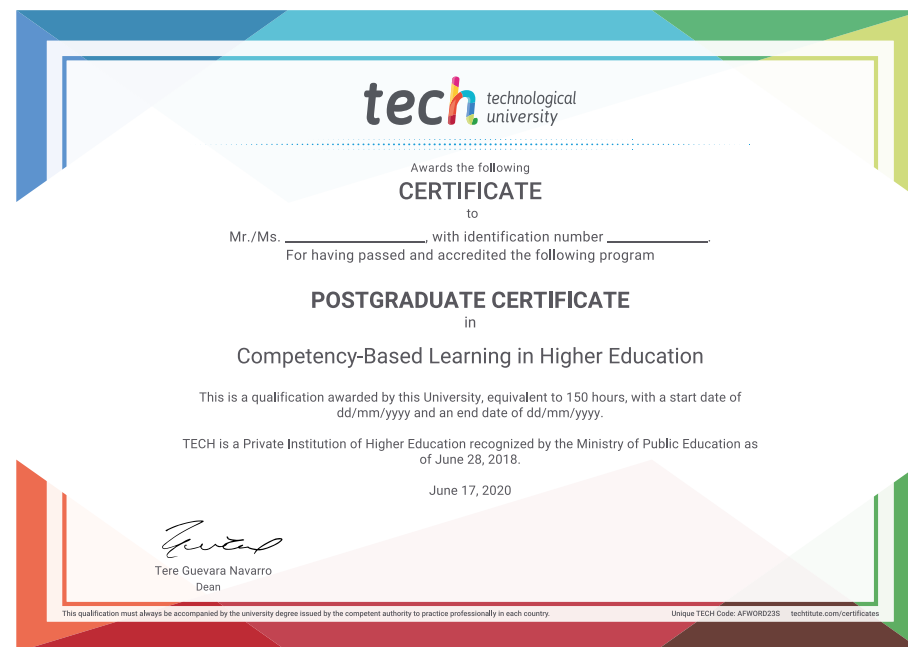 tech technological
university
Awards the following
CERTIFICATE
to
Mr./Ms. ____________________, with identification number __________________.
For having passed and accredited the following program
POSTGRADUATE CERTIFICATE
in
Competency-Based Learning in Higher Education
This is a qualification awarded by this University, equivalent to 150 hours, with a start date of
dd/mm/yyyy and an end date of dd/mm/yyyy.
TECH is a Private Institution of Higher Education recognized by the Ministry of Public Education as
of June 28, 2018.
June 17, 2020
Tere Guevara Navarro
Dean
This qualification must always be accompanied by the university degree issued by the competent authority to practice professionally in each country.
Unique TECH Code: AFWORD23S techtitute.com/certificates